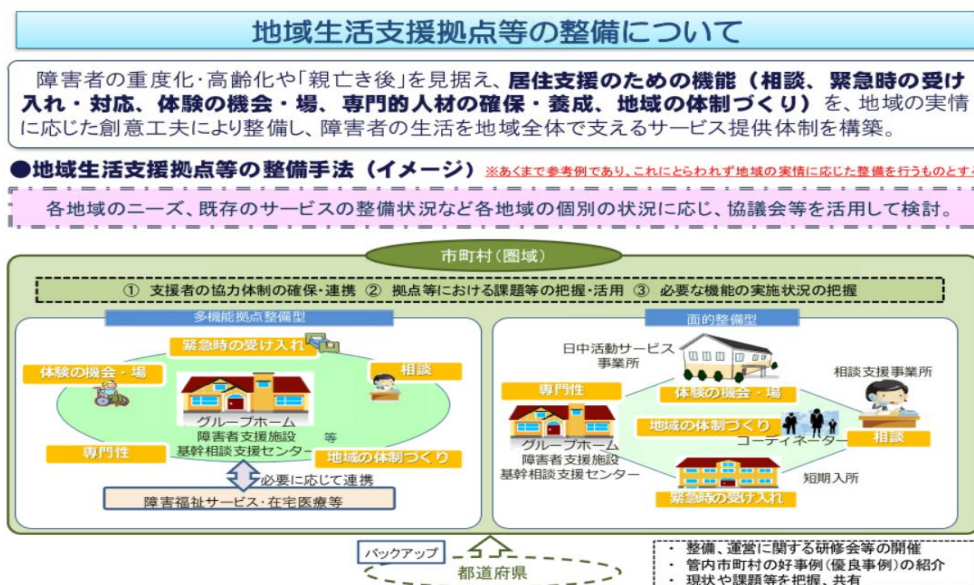 地域生活支援拠点等の整備について
障害者の重度化・高齢化や「親亡き後」を見据え、居住支援のための機能（相談、緊急時の受け
入れ・対応、体験の機会・場、専門的人材の確保・養成、地域の体制づくり）を、地域の実情
に応じた創意工夫により整備し、障害者の生活を地域全体で支えるサービス提供体制を構築。
●地域生活支援拠点等の整備手法（イメージ）※あくまで参考例であり、これにとらわれず地域の実情に応じた整備を行うものとする
各地域のニーズ、既存のサービスの整備状況など各地域の個別の状況に応じ、協議会等を活用して検討。
市町村（圏域）
① 支援者の協力体制の確保・連携 ② 拠点等における課題等の把握・活用 ③ 必要な機能の実施状況の把握
多機能拠点整備型
緊急時の受け入れ
体験の機会・場
相談
グループホーム
障害者支援施設 等
基幹相談支援センター
専門性
地域の体制づくり
必要に応じて連携
障害福祉サービス・在宅医療等
面的整備型
日中活動サービス
事業所
体験の機会・場
相談支援事業所
相談
専門性
グループホーム
障害者支援施設
基幹相談支援センター
地域の体制づくり
コーディネーター
短期入所
緊急時の受け入れ
バックアップ
都道府県
・ 整備、運営に関する研修会等の開催
・ 管内市町村の好事例（優良事例）の紹介
・ 現状や課題等を把握、共有